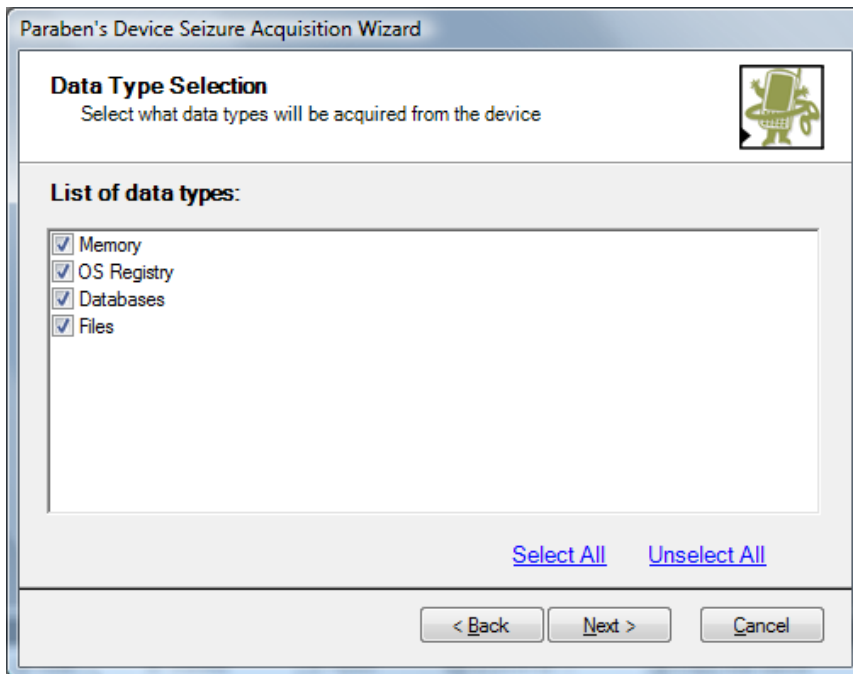 Paraben's Device Seizure Acquisition Wizard
Data Type Selection
Select what data types will be acquired from the device
List of data types:
Memory
OS Registry
Databases
Files
Select All Unselect All
< Back Next > Cancel